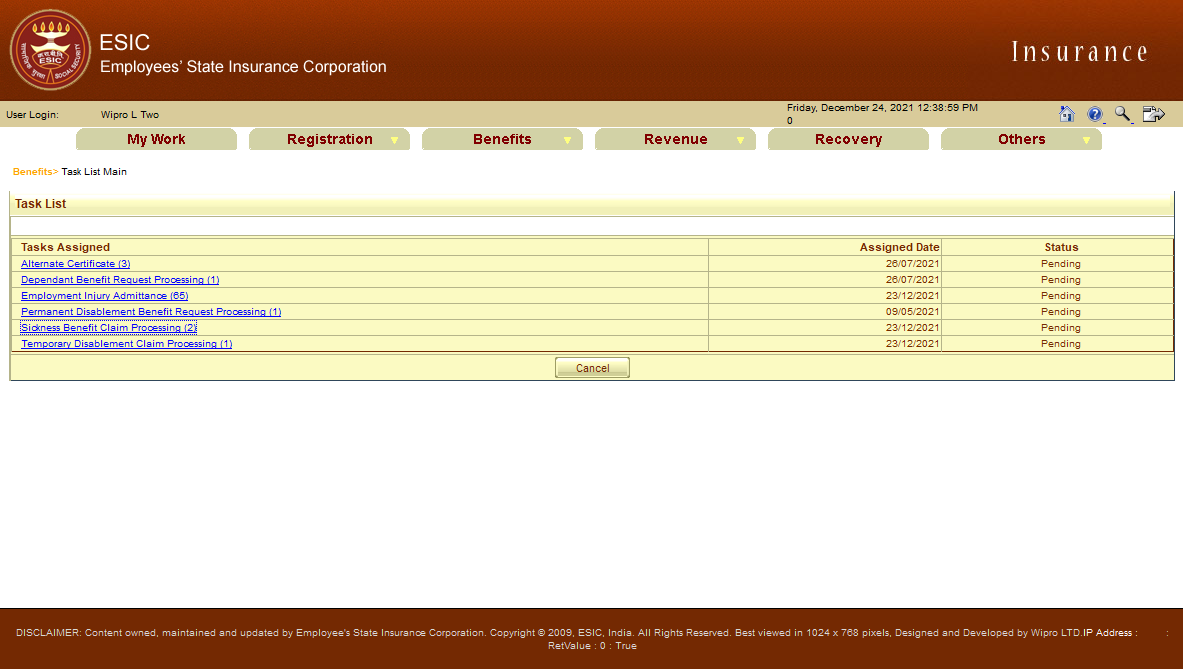 ESIC
Employees' State Insurance Corporation
Insurance
ESIC
SOCIAL SECURITY
User Login: Wipro L Two
Friday, December 24, 2021 12:38:59 PM
0
My Work Registration Benefits Revenue Recovery Others
Benefits> Task List Main
Task List
Tasks Assigned Assigned Date Status
Alternate Certificate (3) 26/07/2021 Pending
Dependant Benefit Request Processing (1) 26/07/2021 Pending
Employment Injury Admittance (65) 23/12/2021 Pending
Permanent Disablement Benefit Request Processing (1) 09/05/2021 Pending
Sickness Benefit Claim Processing (2) 23/12/2021 Pending
Temporary Disablement Claim Processing (1) 23/12/2021 Pending
Cancel
DISCLAIMER: Content owned, maintained and updated by Employee's State Insurance Corporation. Copyright © 2009, ESIC, India. All Rights Reserved. Best viewed in 1024 x 768 pixels, Designed and Developed by Wipro LTD.IP Address : :
RetValue : 0 : True